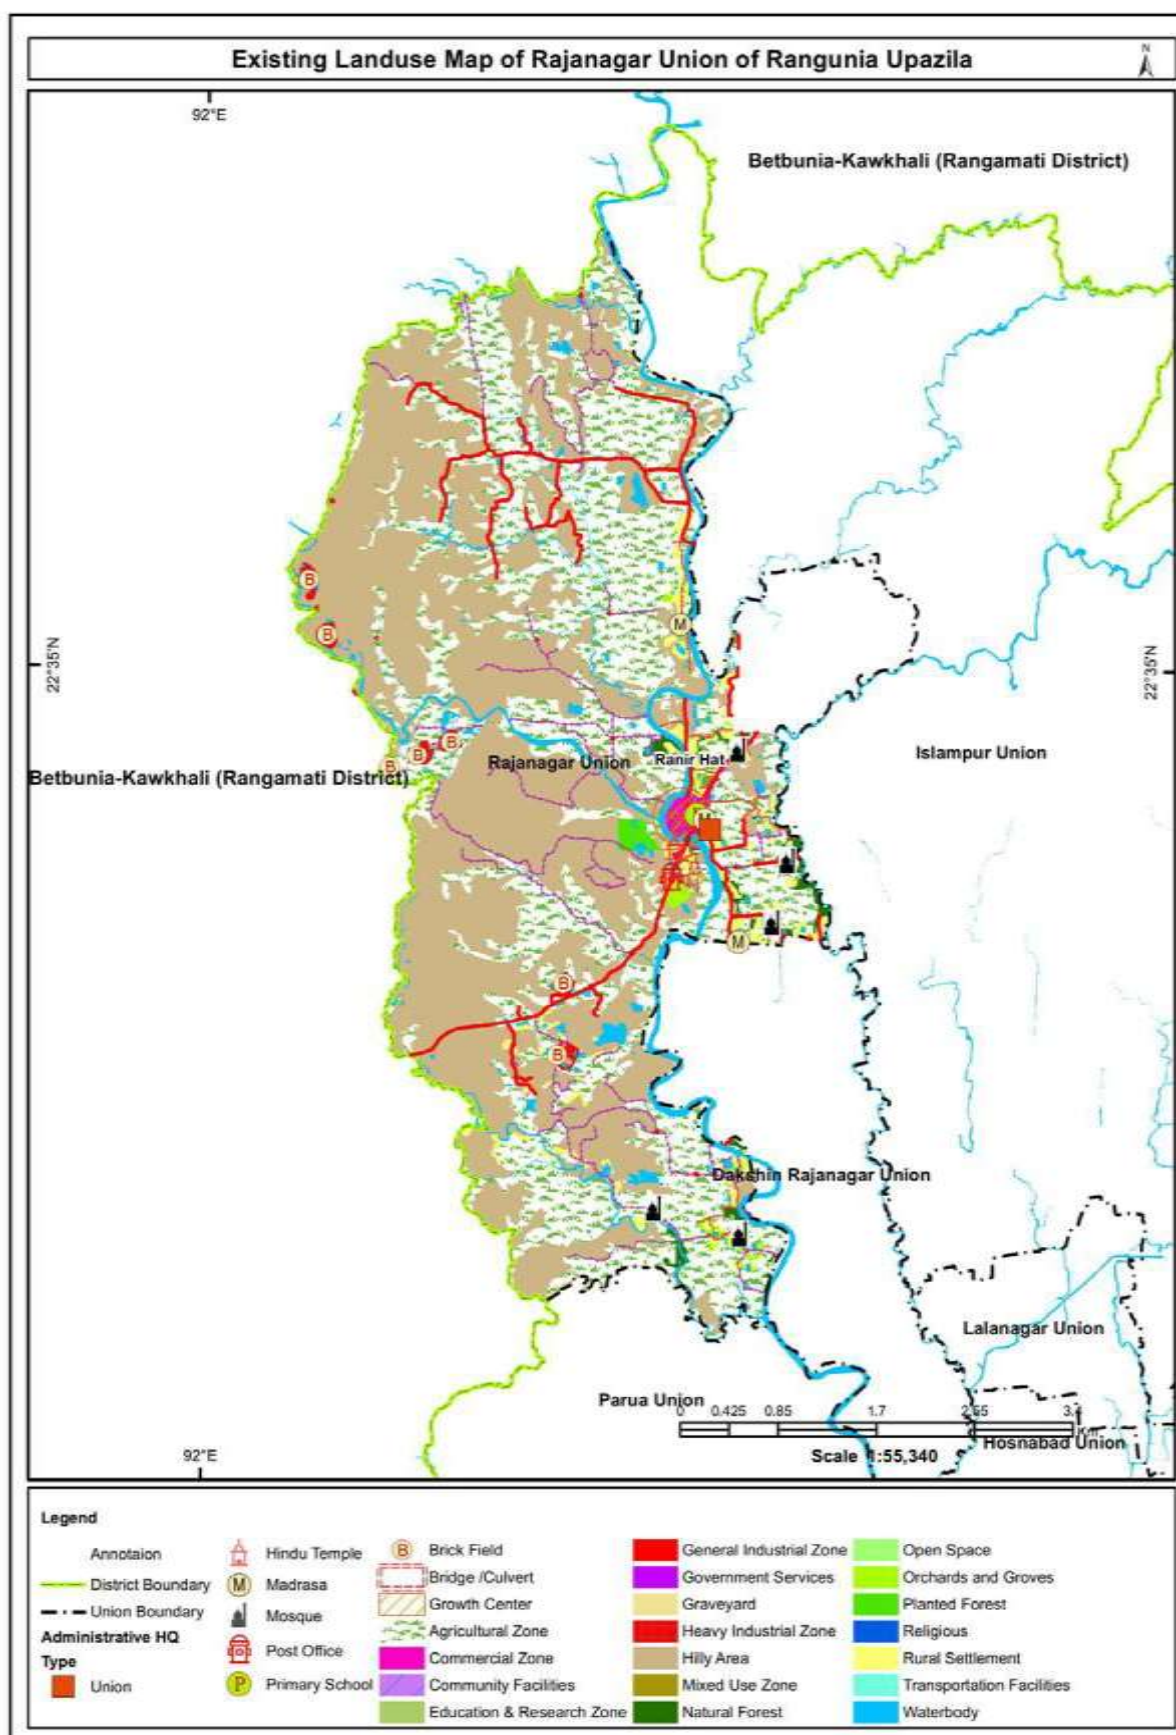 Existing Landuse Map of Rajanagar Union of Rangunia Upazila
N
92°E
Betbunia-Kawkhali (Rangamati District)
B
M
B
22°35'N
22°35'N
B
B
B
Betbunia-Kawkhali (Rangamati District)
Rajanagar Union
Ranir Hat
Islampur Union
M
B
B
Dakshin Rajanagar Union
Lalanagar Union
Parua Union
0 0.425 0.85 1.7 2.55 3.4
Km
Scale 1:55,340
Hosnabad Union
92°E
Legend
Annotaion
District Boundary
Union Boundary
Administrative HQ
Type
Union
Hindu Temple
M Madrasa
Mosque
Post Office
P Primary School
B Brick Field
Bridge /Culvert
Growth Center
Agricultural Zone
Commercial Zone
Community Facilities
Education & Research Zone
General Industrial Zone
Government Services
Graveyard
Heavy Industrial Zone
Hilly Area
Mixed Use Zone
Natural Forest
Open Space
Orchards and Groves
Planted Forest
Religious
Rural Settlement
Transportation Facilities
Waterbody